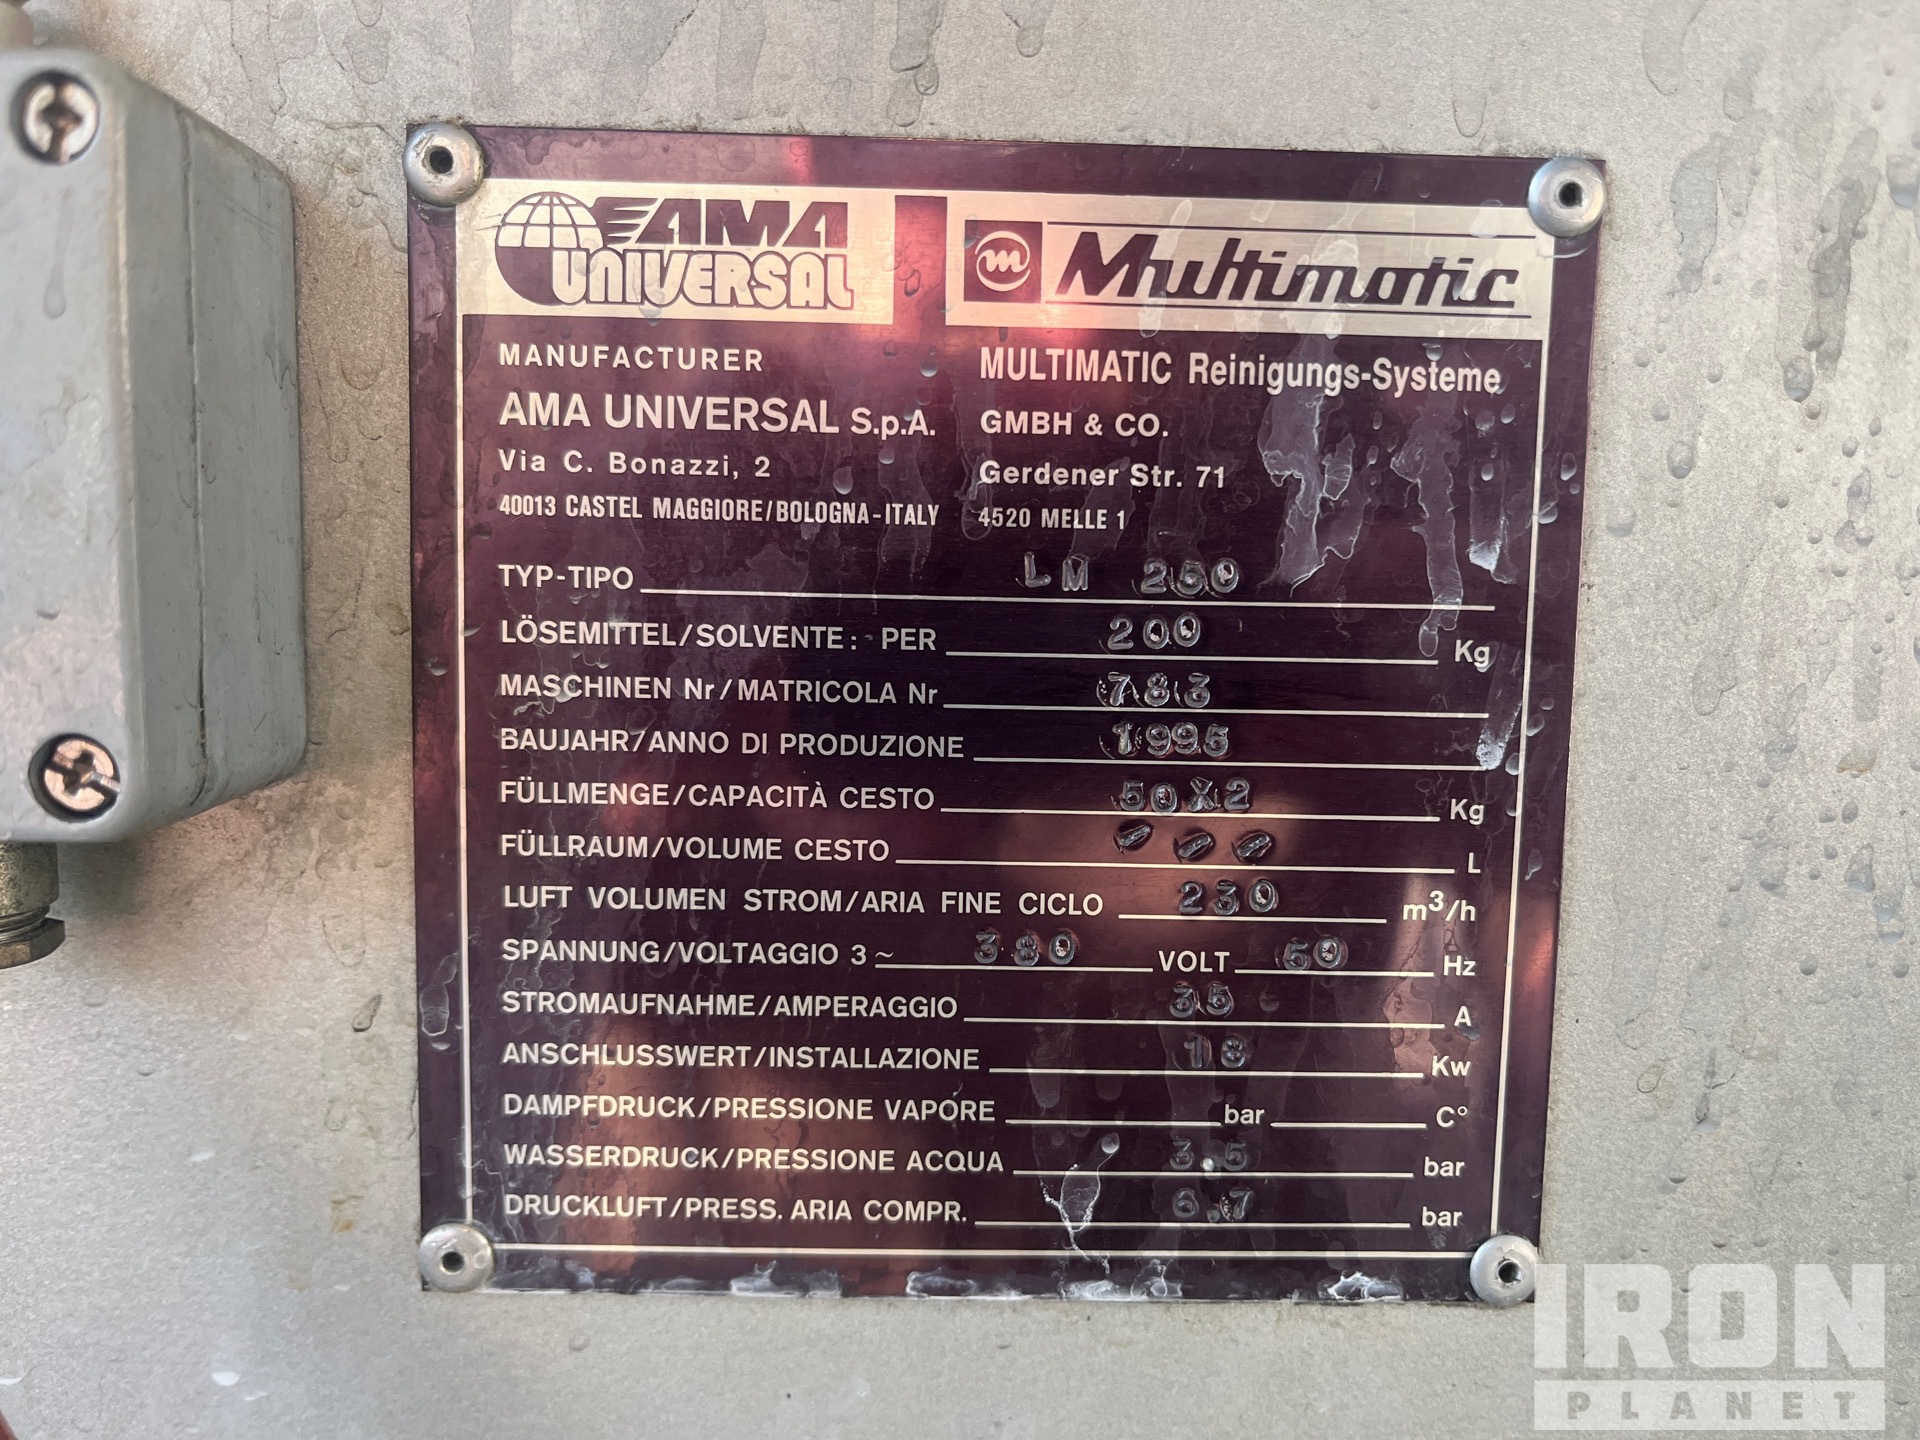 AMA
UNIVERSAL
m Multimatic
MANUFACTURER
AMA UNIVERSAL S.p.A.
Via C. Bonazzi, 2
40013 CASTEL MAGGIORE/BOLOGNA-ITALY
MULTIMATIC Reinigungs-Systeme
GMBH & CO.
Gerdener Str. 71
4520 MELLE 1
TYP-TIPO LM 250
LÖSEMITTEL/SOLVENTE: PER 200 Kg
MASCHINEN Nr/MATRICOLA Nr 783
BAUJAHR/ANNO DI PRODUZIONE 1995
FÜLLMENGE/CAPACITÀ CESTO 50X2 Kg
FÜLLRAUM/VOLUME CESTO - - - L
LUFT VOLUMEN STROM/ARIA FINE CICLO 230 m³/h
SPANNUNG/VOLTAGGIO 3~ 380 VOLT 50 Hz
STROMAUFNAHME/AMPERAGGIO 35 A
ANSCHLUSSWERT/INSTALLAZIONE 18 Kw
DAMPFDRUCK/PRESSIONE VAPORE bar C°
WASSERDRUCK/PRESSIONE ACQUA 3.5 bar
DRUCKLUFT/PRESS. ARIA COMPR. 6.7 bar
IRON
PLANET